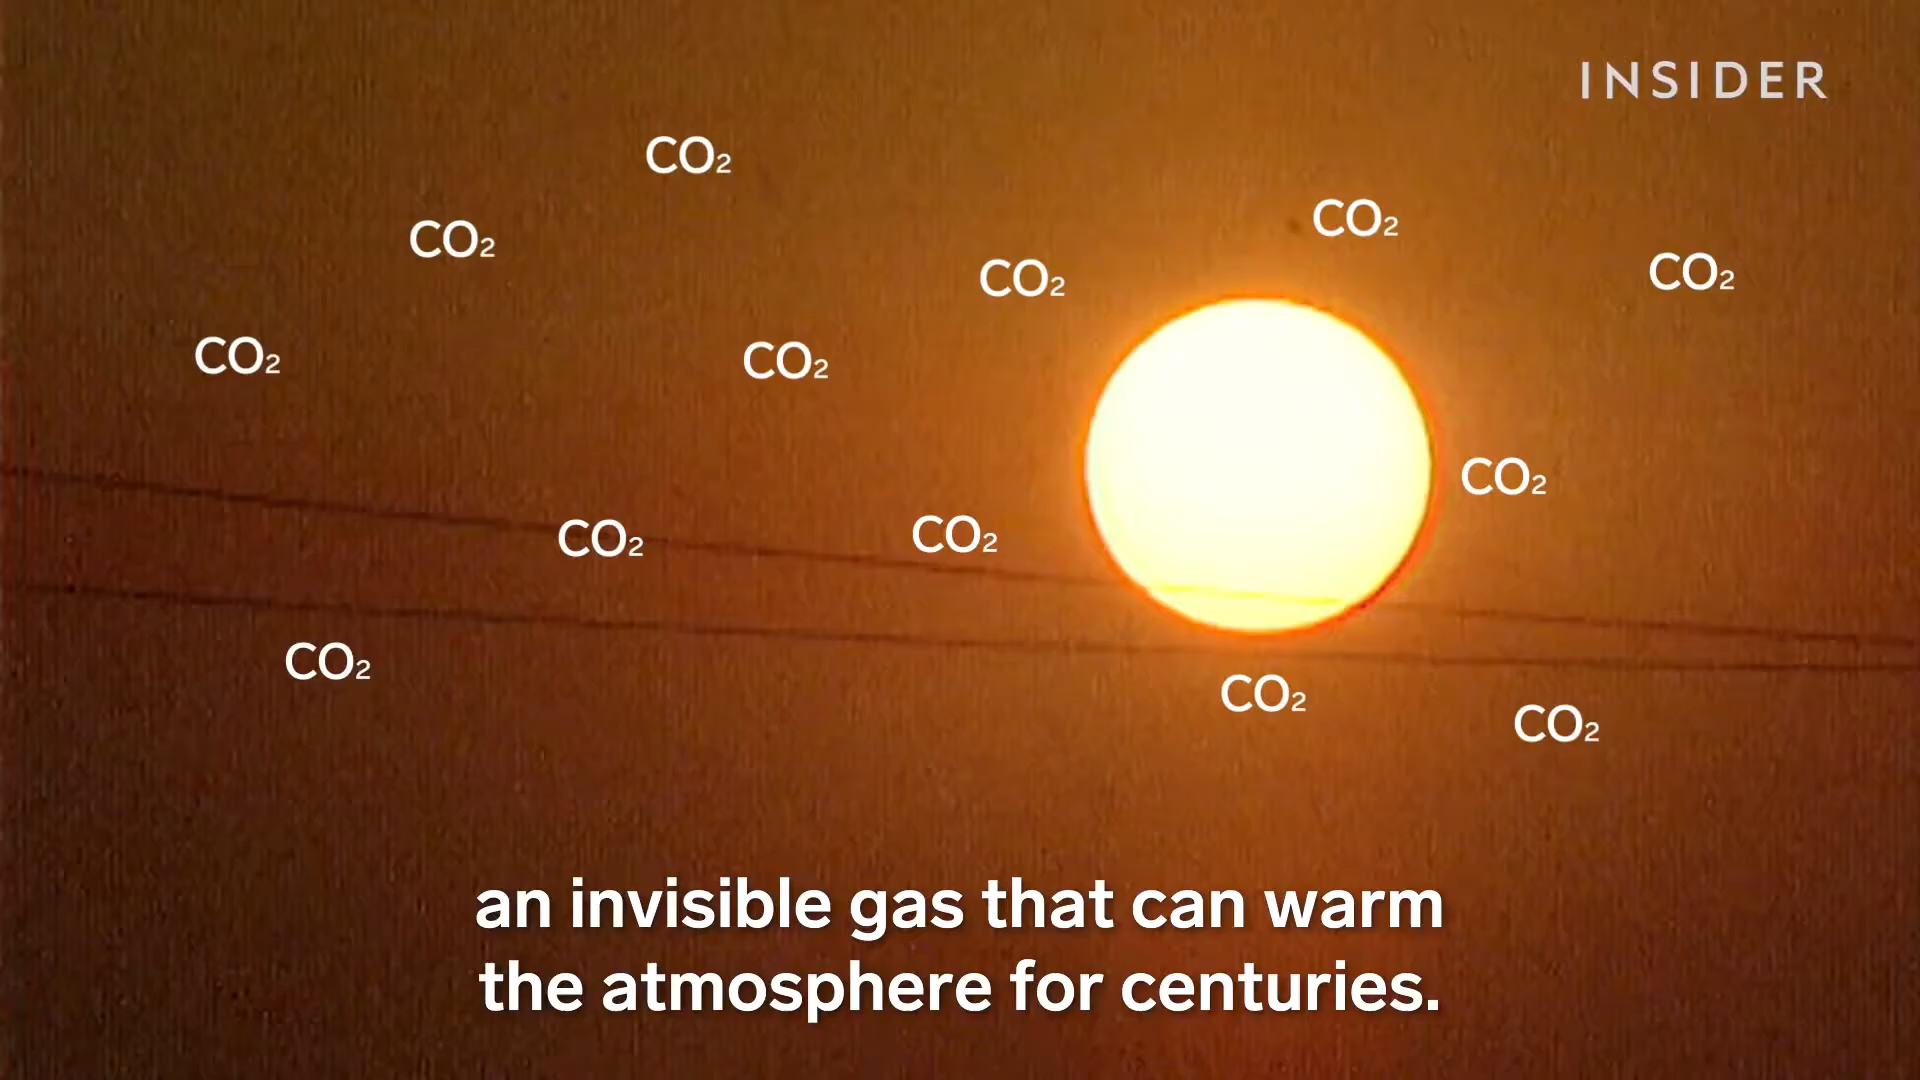 INSIDER
CO₂
CO₂
CO₂
CO₂
CO₂
CO₂
CO₂
CO₂
CO₂
CO₂
CO₂
CO₂
CO₂
an invisible gas that can warm
the atmosphere for centuries.